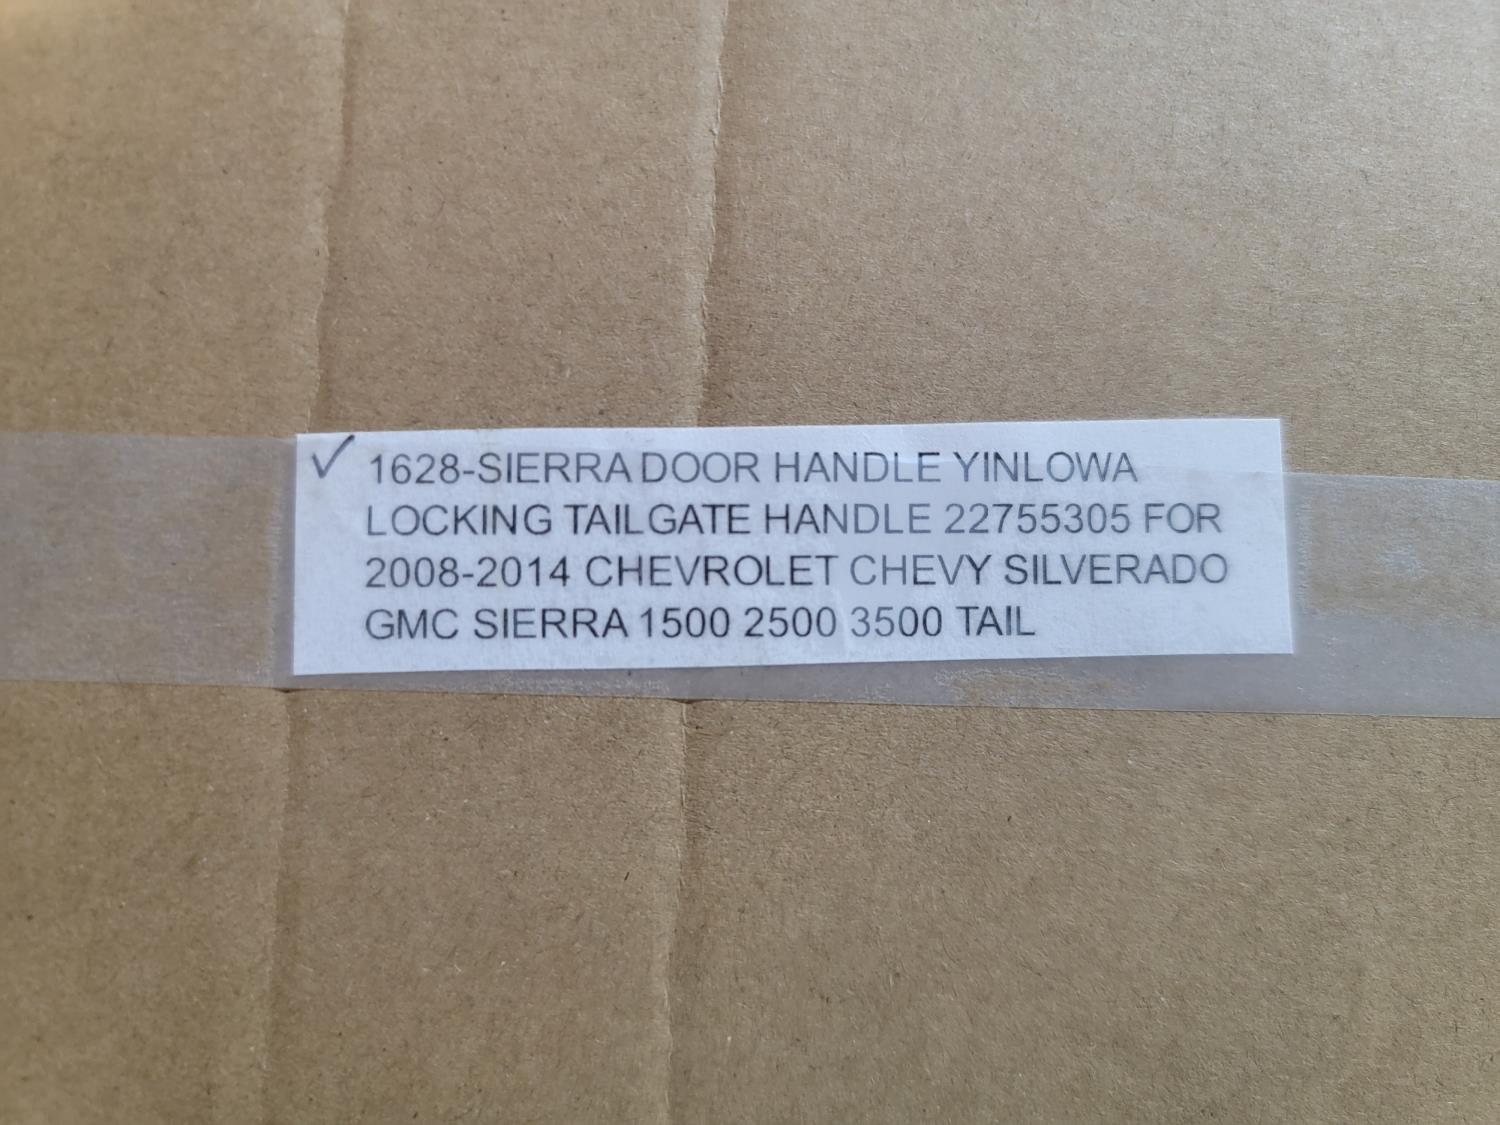 ✓ 1628-SIERRA DOOR HANDLE YINLOWA
LOCKING TAILGATE HANDLE 22755305 FOR
2008-2014 CHEVROLET CHEVY SILVERADO
GMC SIERRA 1500 2500 3500 TAIL